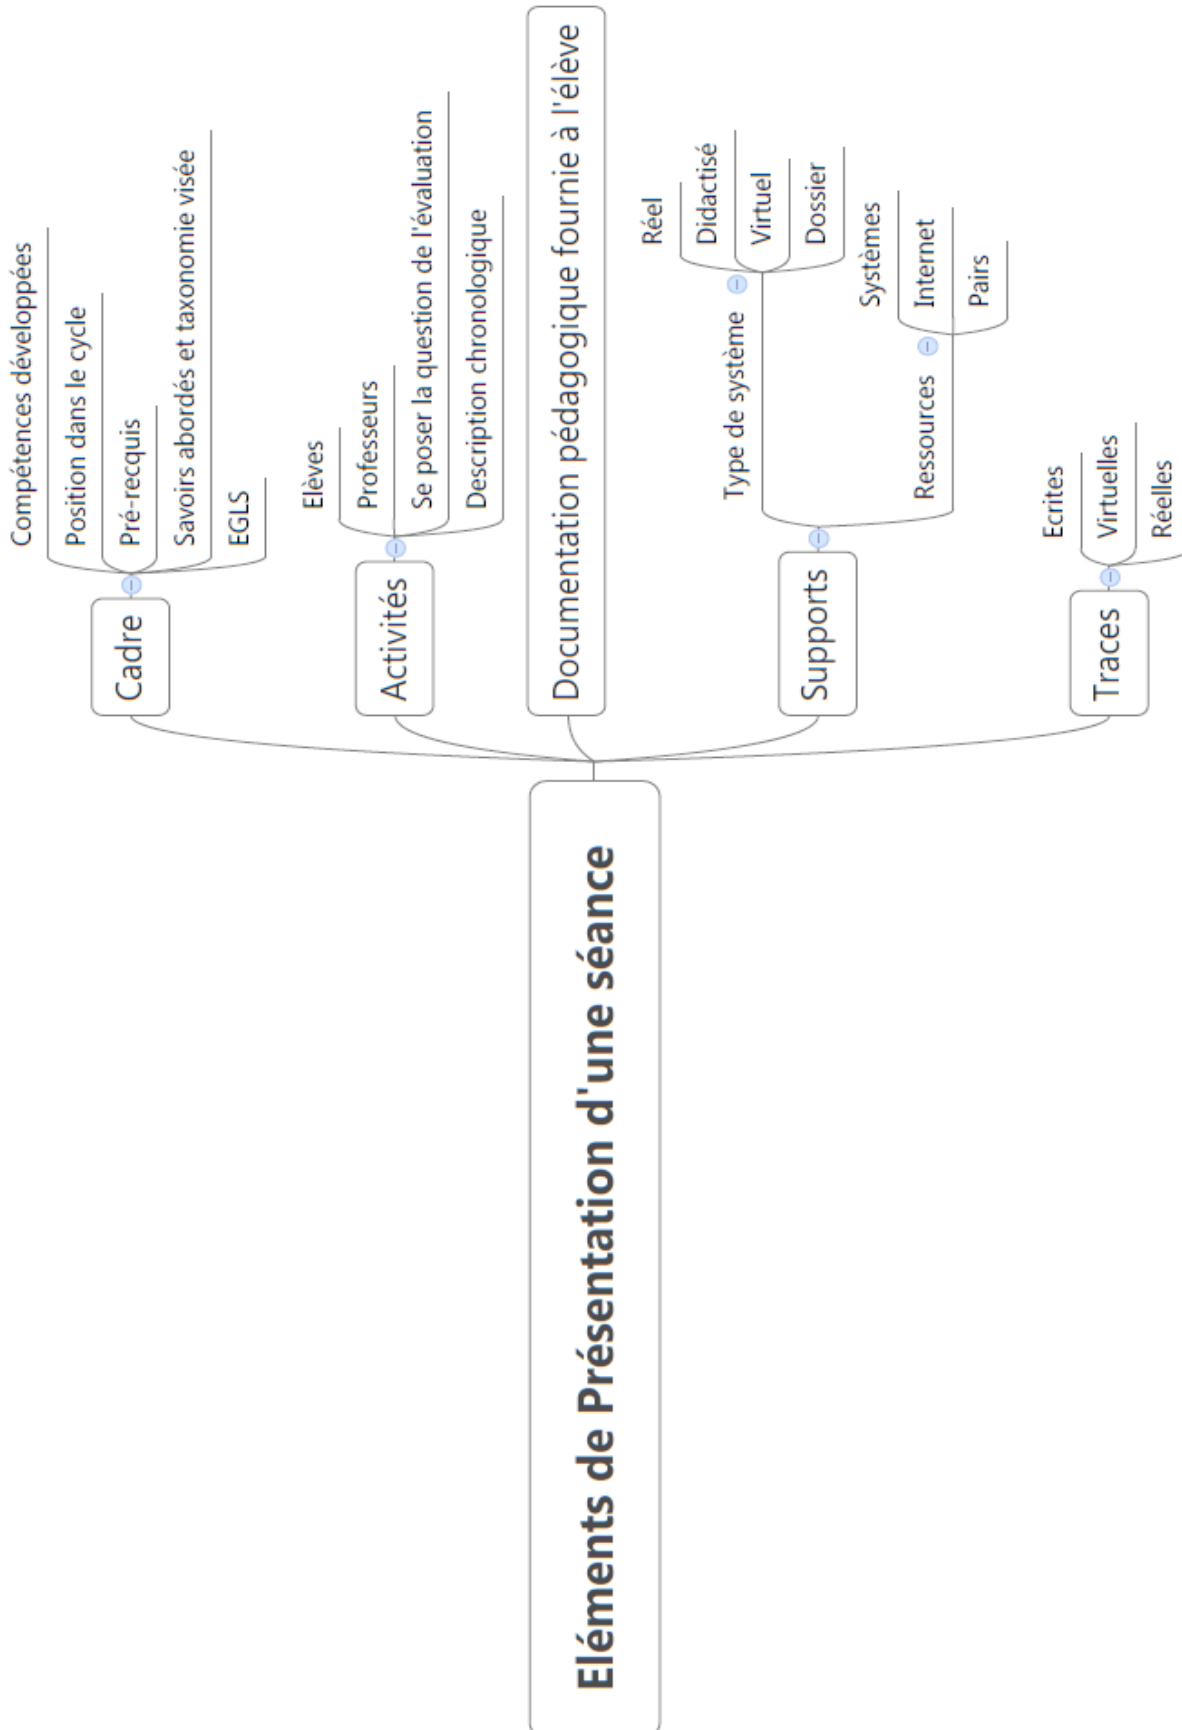 Eléments de Présentation d'une séance
Cadre
Compétences développées
Position dans le cycle
Pré-recquis
Savoirs abordés et taxonomie visée
EGLS
Activités
Elèves
Professeurs
Se poser la question de l'évaluation
Description chronologique
Documentation pédagogique fournie à l'élève
Supports
Type de système
Réel
Didactisé
Virtuel
Dossier
Ressources
Systèmes
Internet
Pairs
Traces
Ecrites
Virtuelles
Réelles